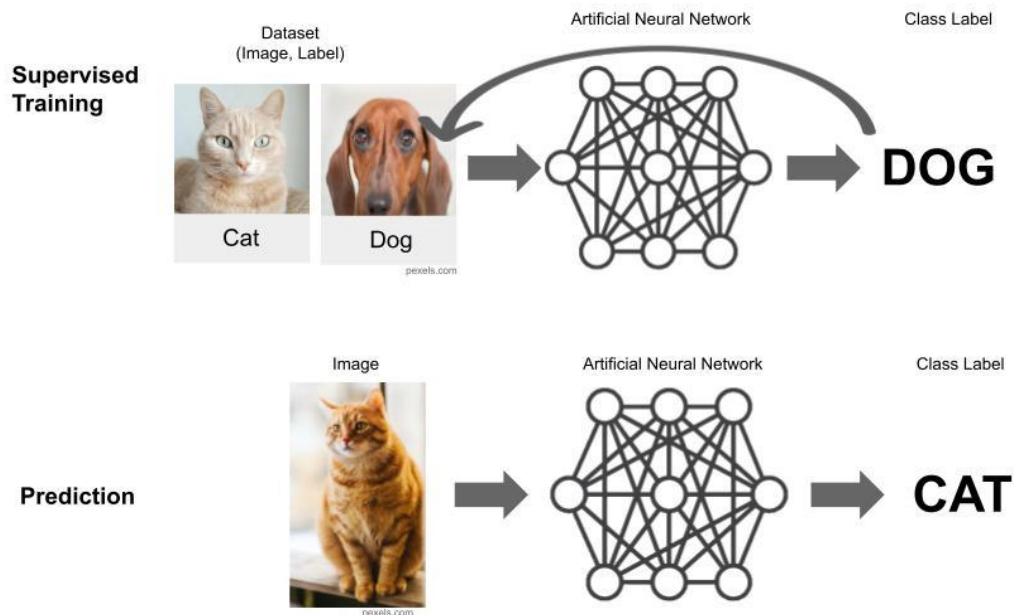 Artificial Neural Network
Class Label
Dataset
(Image, Label)
Supervised
Training
DOG
Cat
Dog
pexels.com
Image
Artificial Neural Network
Class Label
Prediction
CAT
pexels.com